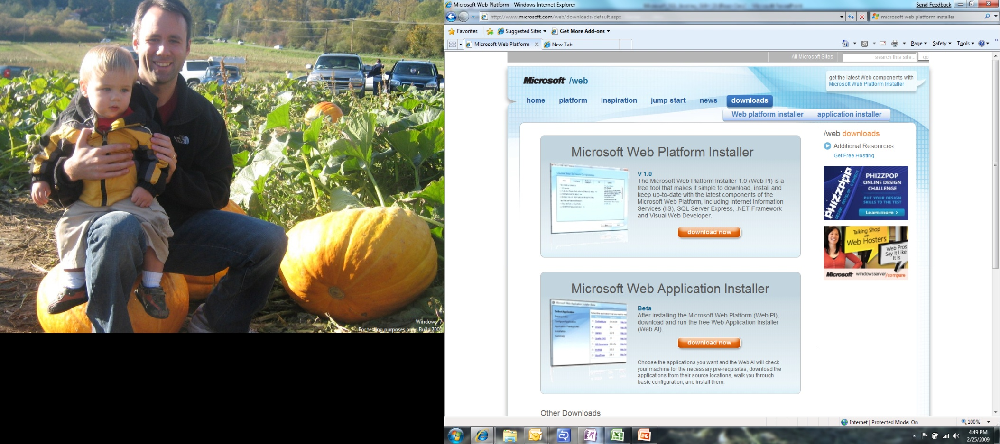 THE
NORTH
FACE
Windows 7
For testing purposes only. Build 7000
Microsoft Web Platform - Windows Internet Explorer
Send Feedback
http://www.microsoft.com/web/downloads/default.aspx
microsoft web platform installer
Favorites
Suggested Sites
Get More Add-ons
Microsoft Web Platform
New Tab
Page
Safety
Tools
All Microsoft Sites
search this site...
go
Microsoft /web
get the latest Web components with
Microsoft Web Platform Installer
home platform inspiration jump start news downloads
Web platform installer application installer
Microsoft Web Platform Installer
v 1.0
The Microsoft Web Platform Installer 1.0 (Web PI) is a
free tool that makes it simple to download, install and
keep up-to-date with the latest components of the
Microsoft Web Platform, including Internet Information
Services (IIS), SQL Server Express, .NET Framework
and Visual Web Developer.
download now
Microsoft Web Application Installer
Beta
After installing the Microsoft Web Platform (Web PI),
download and run the free Web Application Installer
(Web AI).
download now
Choose the applications you want and the Web AI will check
your machine for the necessary pre-requisites, download the
applications from their source locations, walk you through
basic configuration, and install them.
Other Downloads
/web downloads
Additional Resources
Get Free Hosting
PHIZZPOP
DESIGN DEVELOP CONNECT
PHIZZPOP
ONLINE DESIGN
CHALLENGE
PUT YOUR DESIGN
SKILLS TO THE TEST
Learn more >
Talking Shop
with
Web Hosters
Web Pros
Say It Like
It Is
Microsoft windowsserver/compare
Internet | Protected Mode: On
100%
4:49 PM
2/25/2009